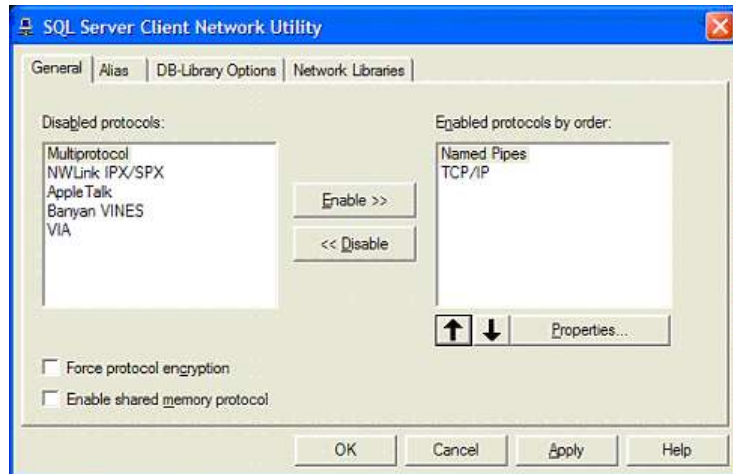 SQL Server Client Network Utility
General
Alias
DB-Library Options
Network Libraries
Disabled protocols:
Multiprotocol
NWLink IPX/SPX
AppleTalk
Banyan VINES
VIA
Enable >>
<< Disable
Enabled protocols by order:
Named Pipes
TCP/IP
Properties...
Force protocol encryption
Enable shared memory protocol
OK
Cancel
Apply
Help